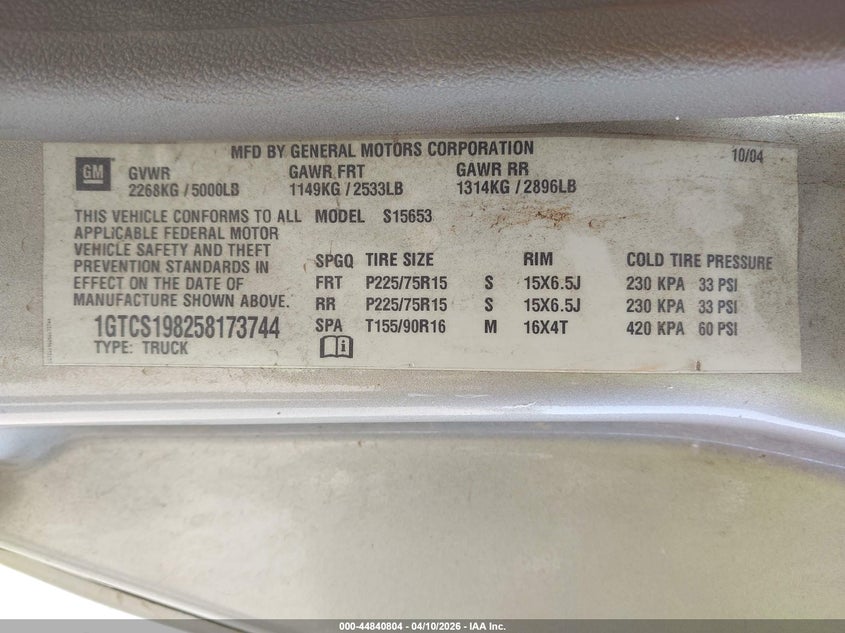 MFD BY GENERAL MOTORS CORPORATION 10/04
GM
GVWR GAWR FRT GAWR RR
2268KG / 5000LB 1149KG / 2533LB 1314KG / 2896LB
THIS VEHICLE CONFORMS TO ALL
APPLICABLE FEDERAL MOTOR
VEHICLE SAFETY AND THEFT
PREVENTION STANDARDS IN
EFFECT ON THE DATE OF
MANUFACTURE SHOWN ABOVE.
1GTCS198258173744
TYPE: TRUCK
MODEL S15653
SPGQ TIRE SIZE RIM COLD TIRE PRESSURE
FRT P225/75R15 S 15X6.5J 230 KPA 33 PSI
RR P225/75R15 S 15X6.5J 230 KPA 33 PSI
SPA T155/90R16 M 16X4T 420 KPA 60 PSI
000-44840804 - 04/10/2026 - IAA Inc.